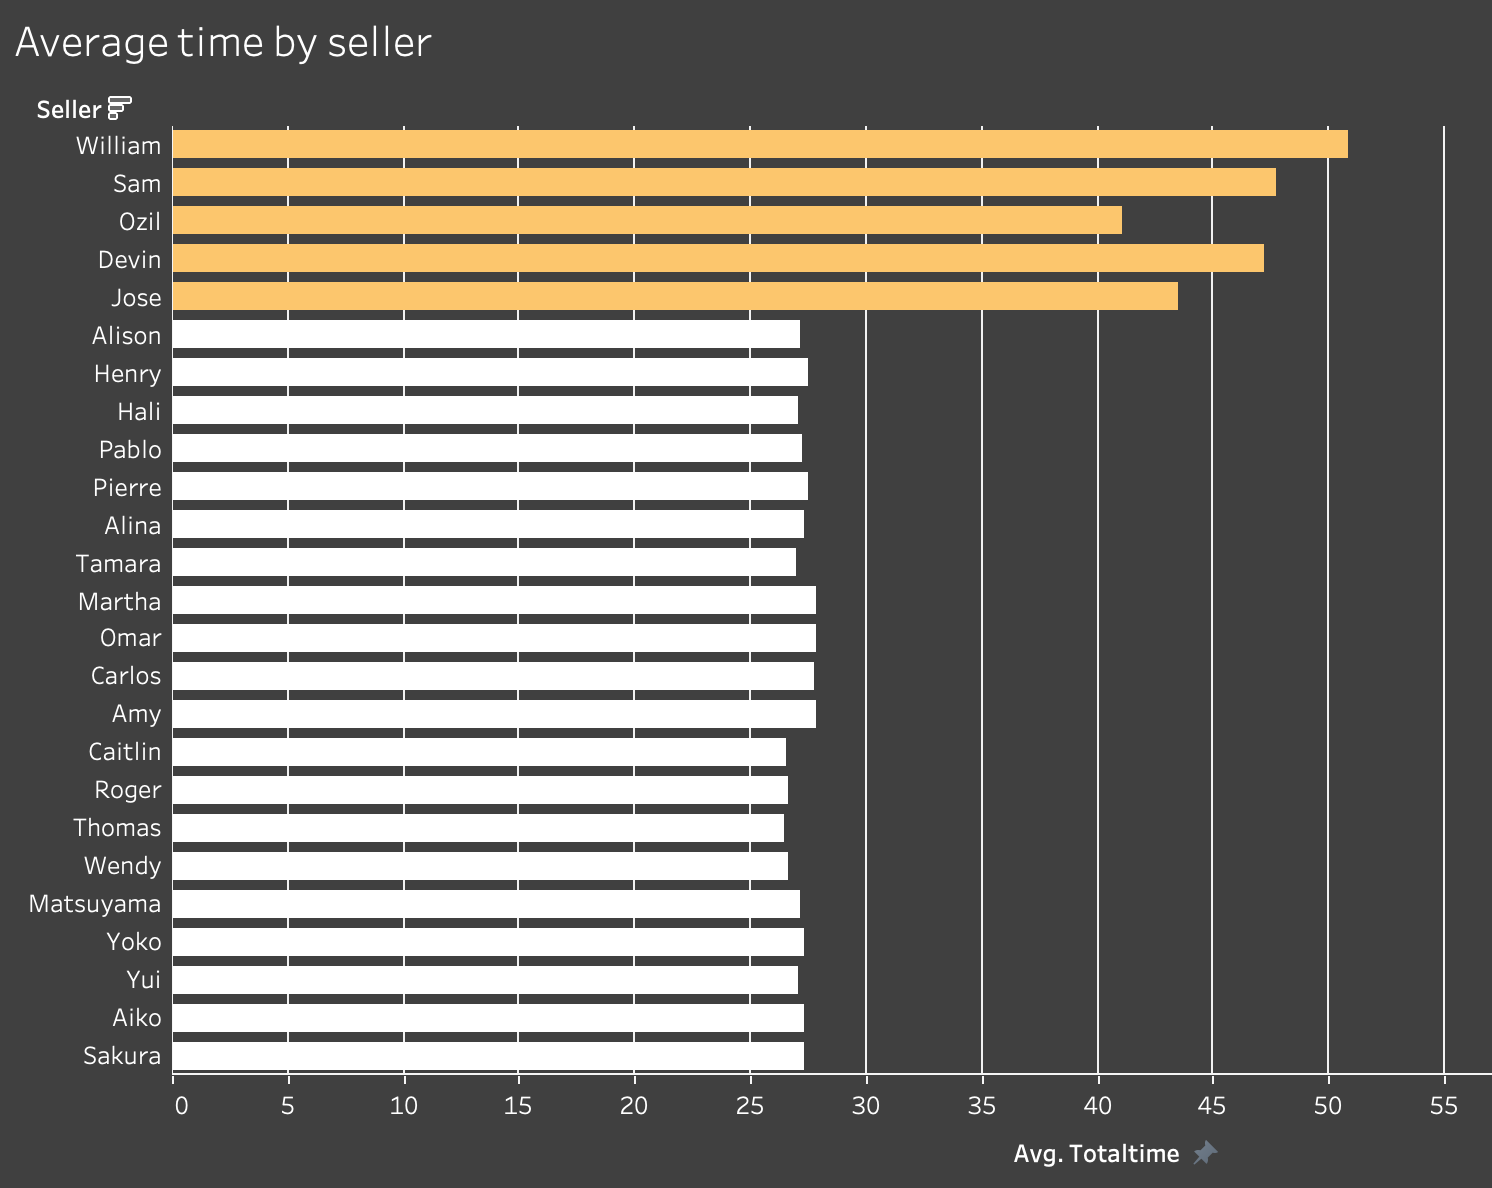 Average time by seller
Seller
William
Sam
Ozil
Devin
Jose
Alison
Henry
Hali
Pablo
Pierre
Alina
Tamara
Martha
Omar
Carlos
Amy
Caitlin
Roger
Thomas
Wendy
Matsuyama
Yoko
Yui
Aiko
Sakura
0 5 10 15 20 25 30 35 40 45 50 55
Avg. Totaltime